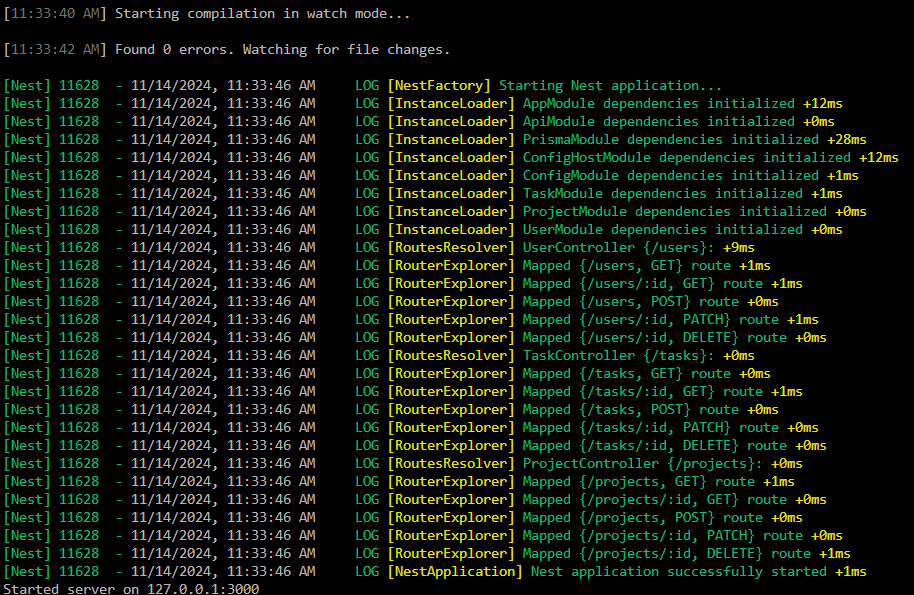 [11:33:40 AM] Starting compilation in watch mode...
[11:33:42 AM] Found 0 errors. Watching for file changes.
[Nest] 11628  - 11/14/2024, 11:33:46 AM     LOG [NestFactory] Starting Nest application...
[Nest] 11628  - 11/14/2024, 11:33:46 AM     LOG [InstanceLoader] AppModule dependencies initialized +12ms
[Nest] 11628  - 11/14/2024, 11:33:46 AM     LOG [InstanceLoader] ApiModule dependencies initialized +0ms
[Nest] 11628  - 11/14/2024, 11:33:46 AM     LOG [InstanceLoader] PrismaModule dependencies initialized +28ms
[Nest] 11628  - 11/14/2024, 11:33:46 AM     LOG [InstanceLoader] ConfigHostModule dependencies initialized +12ms
[Nest] 11628  - 11/14/2024, 11:33:46 AM     LOG [InstanceLoader] ConfigModule dependencies initialized +1ms
[Nest] 11628  - 11/14/2024, 11:33:46 AM     LOG [InstanceLoader] TaskModule dependencies initialized +1ms
[Nest] 11628  - 11/14/2024, 11:33:46 AM     LOG [InstanceLoader] ProjectModule dependencies initialized +0ms
[Nest] 11628  - 11/14/2024, 11:33:46 AM     LOG [InstanceLoader] UserModule dependencies initialized +0ms
[Nest] 11628  - 11/14/2024, 11:33:46 AM     LOG [RoutesResolver] UserController {/users}: +9ms
[Nest] 11628  - 11/14/2024, 11:33:46 AM     LOG [RouterExplorer] Mapped {/users, GET} route +1ms
[Nest] 11628  - 11/14/2024, 11:33:46 AM     LOG [RouterExplorer] Mapped {/users/:id, GET} route +1ms
[Nest] 11628  - 11/14/2024, 11:33:46 AM     LOG [RouterExplorer] Mapped {/users, POST} route +0ms
[Nest] 11628  - 11/14/2024, 11:33:46 AM     LOG [RouterExplorer] Mapped {/users/:id, PATCH} route +1ms
[Nest] 11628  - 11/14/2024, 11:33:46 AM     LOG [RouterExplorer] Mapped {/users/:id, DELETE} route +0ms
[Nest] 11628  - 11/14/2024, 11:33:46 AM     LOG [RoutesResolver] TaskController {/tasks}: +0ms
[Nest] 11628  - 11/14/2024, 11:33:46 AM     LOG [RouterExplorer] Mapped {/tasks, GET} route +0ms
[Nest] 11628  - 11/14/2024, 11:33:46 AM     LOG [RouterExplorer] Mapped {/tasks/:id, GET} route +1ms
[Nest] 11628  - 11/14/2024, 11:33:46 AM     LOG [RouterExplorer] Mapped {/tasks, POST} route +0ms
[Nest] 11628  - 11/14/2024, 11:33:46 AM     LOG [RouterExplorer] Mapped {/tasks/:id, PATCH} route +0ms
[Nest] 11628  - 11/14/2024, 11:33:46 AM     LOG [RouterExplorer] Mapped {/tasks/:id, DELETE} route +0ms
[Nest] 11628  - 11/14/2024, 11:33:46 AM     LOG [RoutesResolver] ProjectController {/projects}: +0ms
[Nest] 11628  - 11/14/2024, 11:33:46 AM     LOG [RouterExplorer] Mapped {/projects, GET} route +1ms
[Nest] 11628  - 11/14/2024, 11:33:46 AM     LOG [RouterExplorer] Mapped {/projects/:id, GET} route +0ms
[Nest] 11628  - 11/14/2024, 11:33:46 AM     LOG [RouterExplorer] Mapped {/projects, POST} route +0ms
[Nest] 11628  - 11/14/2024, 11:33:46 AM     LOG [RouterExplorer] Mapped {/projects/:id, PATCH} route +0ms
[Nest] 11628  - 11/14/2024, 11:33:46 AM     LOG [RouterExplorer] Mapped {/projects/:id, DELETE} route +1ms
[Nest] 11628  - 11/14/2024, 11:33:46 AM     LOG [NestApplication] Nest application successfully started +1ms
Started server on 127.0.0.1:3000